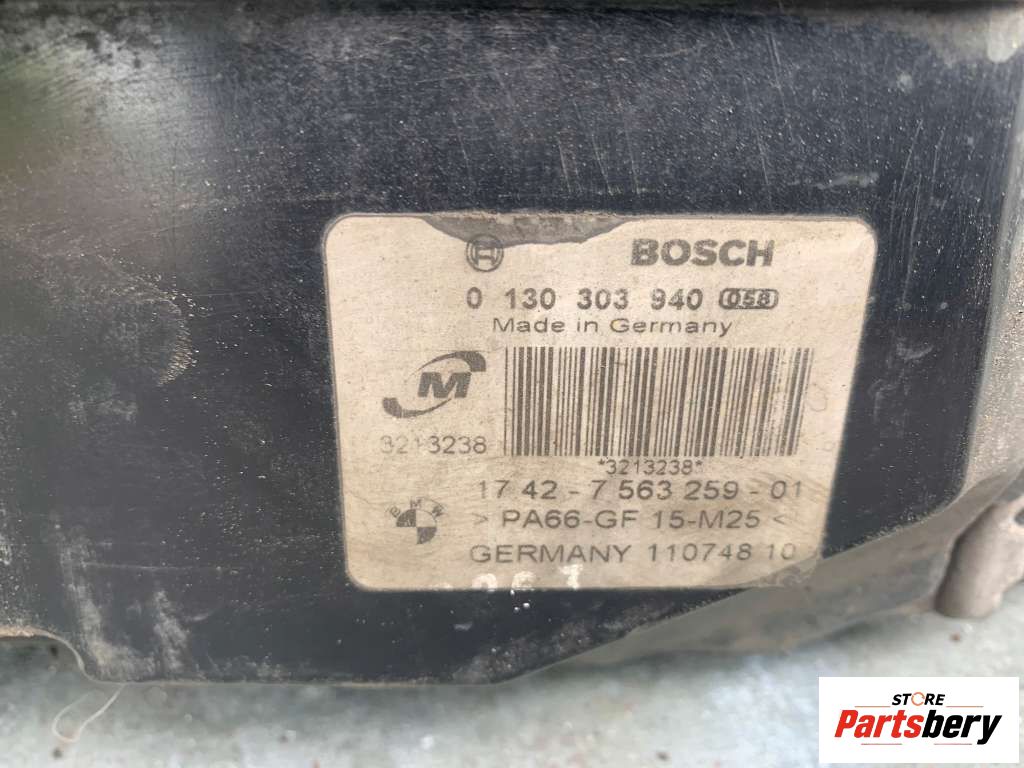 BOSCH
0 130 303 940 058
Made in Germany
M
3213238
*3213238*
17 42 - 7 563 259 - 01
BMW
> PA66-GF 15-M25 <
GERMANY 110748 10
STORE
Partsbery